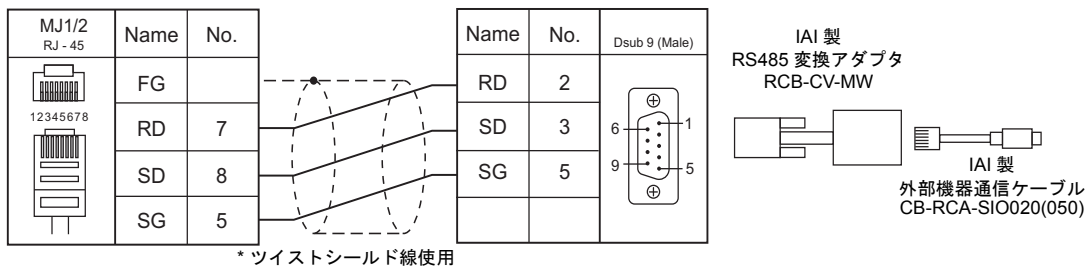 MJ1/2
RJ - 45
Name No.
12345678
FG
RD 7
SD 8
SG 5
* ツイストシールド線使用
Name No. Dsub 9 (Male)
RD 2
SD 3
SG 5
6 1
9 5
IAI 製
RS485 変換アダプタ
RCB-CV-MW
IAI 製
外部機器通信ケーブル
CB-RCA-SIO020(050)